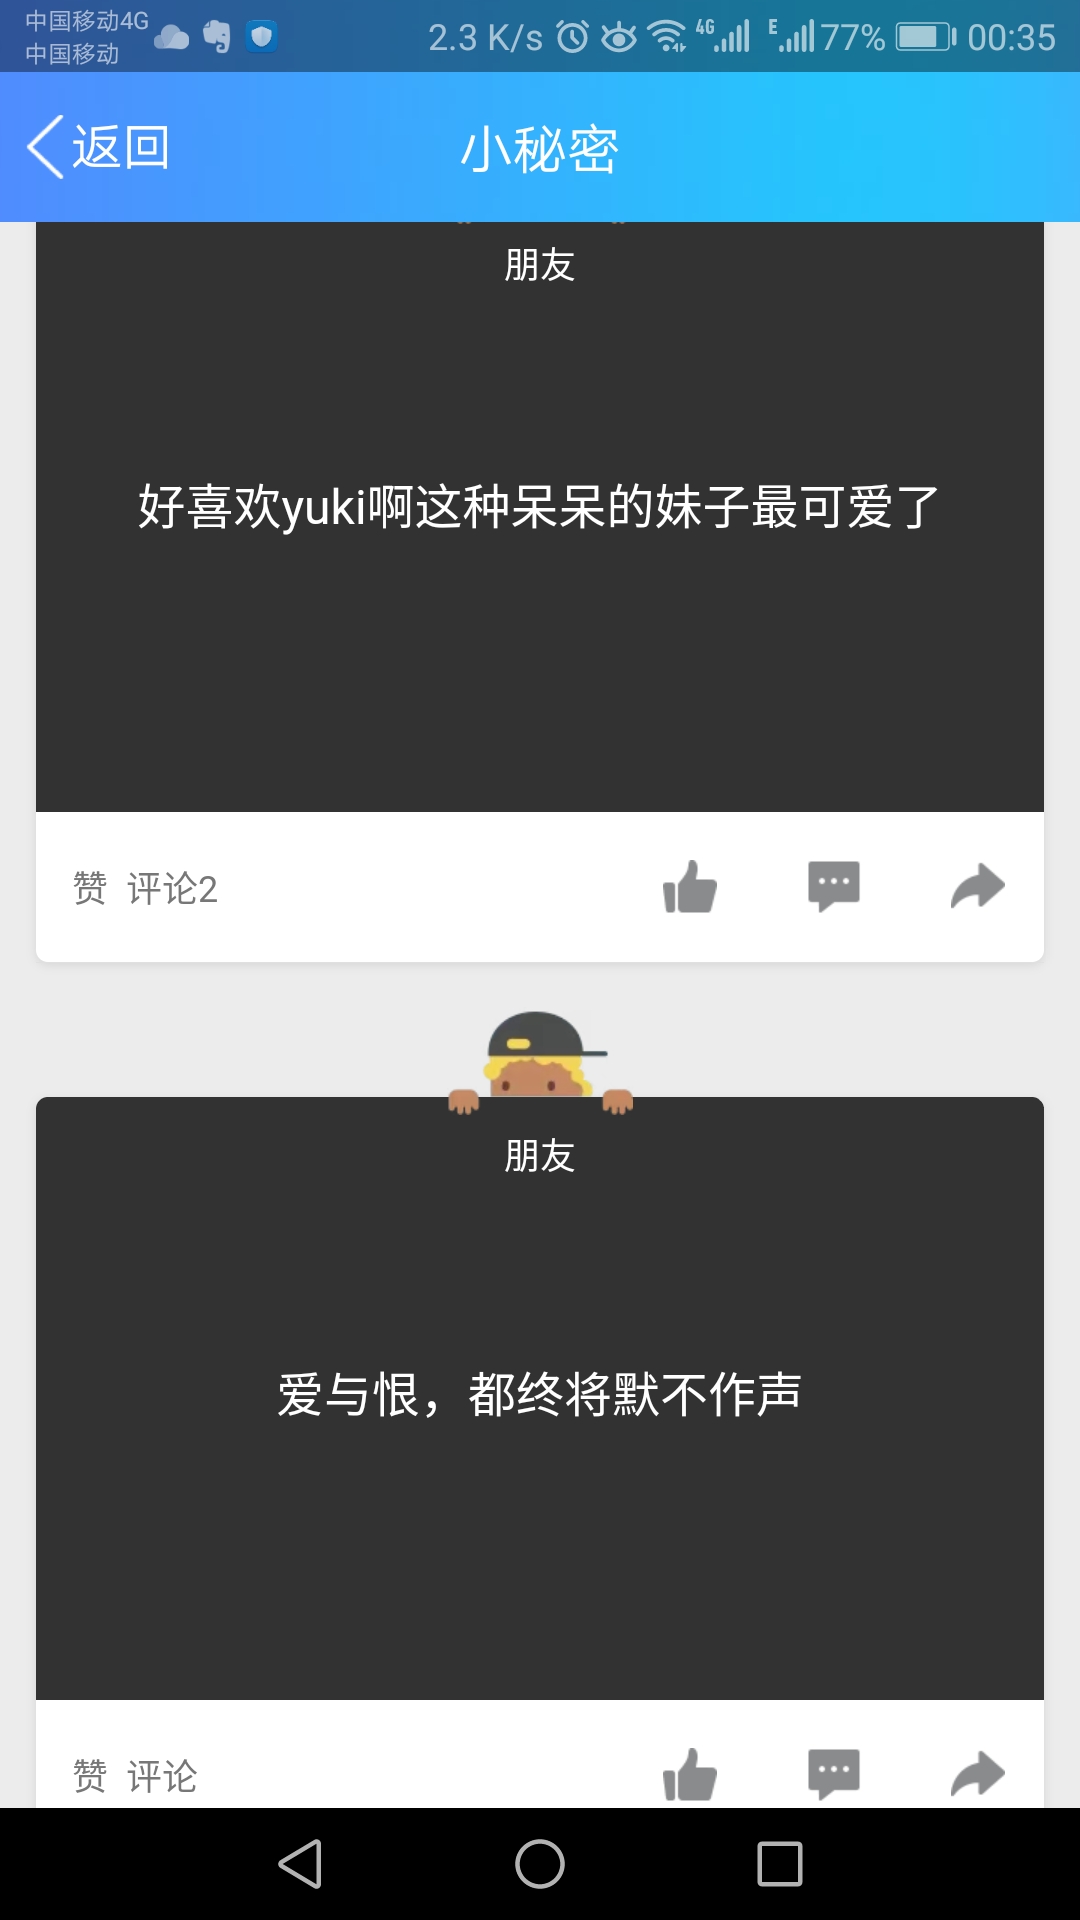 中国移动4G
中国移动
2.3 K/s 4G E 77% 00:35
返回 小秘密
朋友
好喜欢yuki啊这种呆呆的妹子最可爱了
赞 评论2
朋友
爱与恨，都终将默不作声
赞 评论